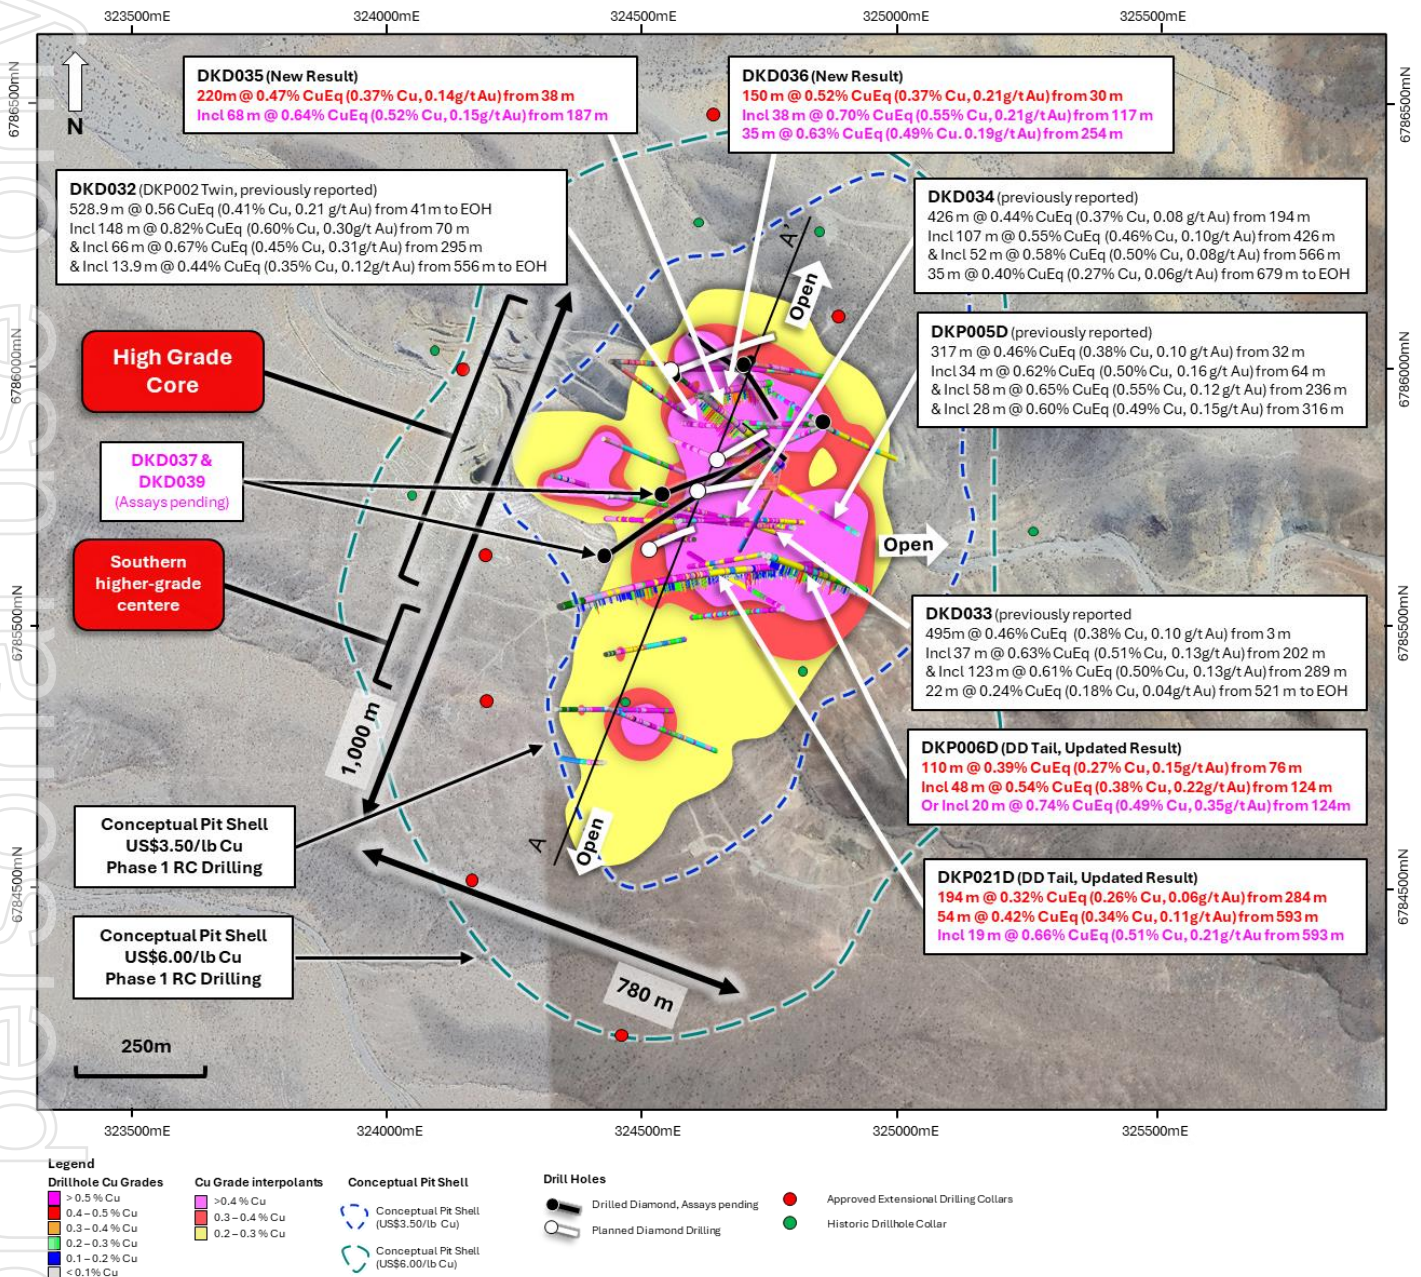 323500mE
324000mE
324500mE
325000mE
325500mE
6786500mN
6786000mN
6785500mN
6784500mN
6786500mN
6786000mN
6785500mN
6784500mN
N
DKD035 (New Result)
220m @ 0.47% CuEq (0.37% Cu, 0.14g/t Au) from 38 m
Incl 68 m @ 0.64% CuEq (0.52% Cu, 0.15g/t Au) from 187 m
DKD036 (New Result)
150 m @ 0.52% CuEq (0.37% Cu, 0.21g/t Au) from 30 m
Incl 38 m @ 0.70% CuEq (0.55% Cu, 0.21g/t Au) from 117 m
35 m @ 0.63% CuEq (0.49% Cu. 0.19g/t Au) from 254 m
DKD032 (DKP002 Twin, previously reported)
528.9 m @ 0.56 CuEq (0.41% Cu, 0.21 g/t Au) from 41m to EOH
Incl 148 m @ 0.82% CuEq (0.60% Cu, 0.30g/t Au) from 70 m
& Incl 66 m @ 0.67% CuEq (0.45% Cu, 0.31g/t Au) from 295 m
& Incl 13.9 m @ 0.44% CuEq (0.35% Cu, 0.12g/t Au) from 556 m to EOH
DKD034 (previously reported)
426 m @ 0.44% CuEq (0.37% Cu, 0.08 g/t Au) from 194 m
Incl 107 m @ 0.55% CuEq (0.46% Cu, 0.10g/t Au) from 426 m
& Incl 52 m @ 0.58% CuEq (0.50% Cu, 0.08g/t Au) from 566 m
35 m @ 0.40% CuEq (0.27% Cu, 0.06g/t Au) from 679 m to EOH
A'
Open
High Grade
Core
DKP005D (previously reported)
317 m @ 0.46% CuEq (0.38% Cu, 0.10 g/t Au) from 32 m
Incl 34 m @ 0.62% CuEq (0.50% Cu, 0.16 g/t Au) from 64 m
& Incl 58 m @ 0.65% CuEq (0.55% Cu, 0.12 g/t Au) from 236 m
& Incl 28 m @ 0.60% CuEq (0.49% Cu, 0.15g/t Au) from 316 m
DKD037 &
DKD039
(Assays pending)
Open
Southern
higher-grade
centere
DKD033 (previously reported
495m @ 0.46% CuEq (0.38% Cu, 0.10 g/t Au) from 3 m
Incl 37 m @ 0.63% CuEq (0.51% Cu, 0.13g/t Au) from 202 m
& Incl 123 m @ 0.61% CuEq (0.50% Cu, 0.13g/t Au) from 289 m
22 m @ 0.24% CuEq (0.18% Cu, 0.04g/t Au) from 521 m to EOH
1,000 m
DKP006D (DD Tail, Updated Result)
110 m @ 0.39% CuEq (0.27% Cu, 0.15g/t Au) from 76 m
Incl 48 m @ 0.54% CuEq (0.38% Cu, 0.22g/t Au) from 124 m
Or Incl 20 m @ 0.74% CuEq (0.49% Cu, 0.35g/t Au) from 124m
Conceptual Pit Shell
US$3.50/lb Cu
Phase 1 RC Drilling
A
Open
DKP021D (DD Tail, Updated Result)
194 m @ 0.32% CuEq (0.26% Cu, 0.06g/t Au) from 284 m
54 m @ 0.42% CuEq (0.34% Cu, 0.11g/t Au) from 593 m
Incl 19 m @ 0.66% CuEq (0.51% Cu, 0.21g/t Au from 593 m
Conceptual Pit Shell
US$6.00/lb Cu
Phase 1 RC Drilling
780 m
250m
323500mE
324000mE
324500mE
325000mE
325500mE
Legend
Drillhole Cu Grades
> 0.5 % Cu
0.4 – 0.5 % Cu
0.3 – 0.4 % Cu
0.2 – 0.3 % Cu
0.1 – 0.2 % Cu
< 0.1% Cu
Cu Grade interpolants
>0.4 % Cu
0.3 – 0.4 % Cu
0.2 – 0.3 % Cu
Conceptual Pit Shell
Conceptual Pit Shell
(US$3.50/lb Cu)
Conceptual Pit Shell
(US$6.00/lb Cu)
Drill Holes
Drilled Diamond, Assays pending
Planned Diamond Drilling
Approved Extensional Drilling Collars
Historic Drillhole Collar
personal use only